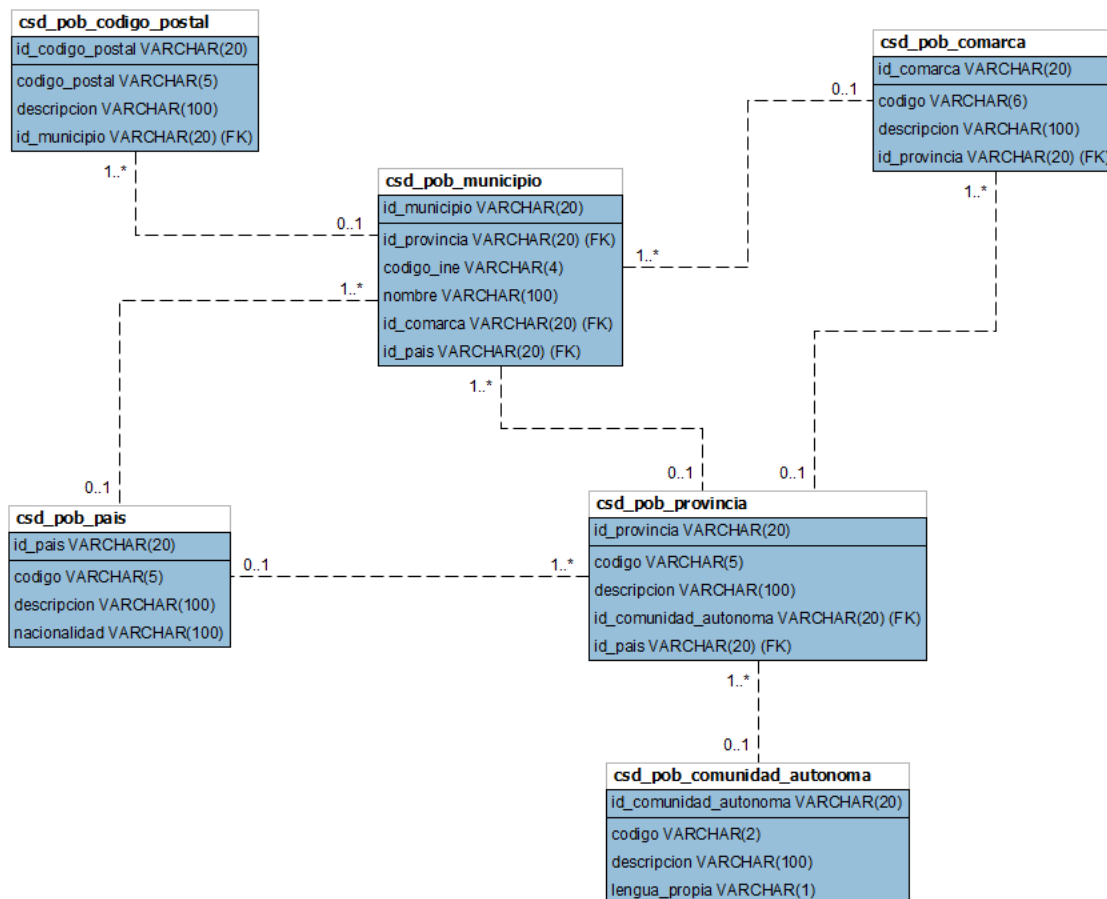 csd_pob_codigo_postal
id_codigo_postal VARCHAR(20)
codigo_postal VARCHAR(5)
descripcion VARCHAR(100)
id_municipio VARCHAR(20) (FK)
1..*
0..1
csd_pob_comarca
id_comarca VARCHAR(20)
codigo VARCHAR(6)
descripcion VARCHAR(100)
id_provincia VARCHAR(20) (FK)
0..1
1..*
csd_pob_municipio
id_municipio VARCHAR(20)
id_provincia VARCHAR(20) (FK)
codigo_ine VARCHAR(4)
nombre VARCHAR(100)
id_comarca VARCHAR(20) (FK)
id_pais VARCHAR(20) (FK)
1..*
1..*
1..*
0..1
0..1
0..1
csd_pob_pais
id_pais VARCHAR(20)
codigo VARCHAR(5)
descripcion VARCHAR(100)
nacionalidad VARCHAR(100)
0..1
1..*
csd_pob_provincia
id_provincia VARCHAR(20)
codigo VARCHAR(5)
descripcion VARCHAR(100)
id_comunidad_autonoma VARCHAR(20) (FK)
id_pais VARCHAR(20) (FK)
1..*
0..1
csd_pob_comunidad_autonoma
id_comunidad_autonoma VARCHAR(20)
codigo VARCHAR(2)
descripcion VARCHAR(100)
lengua_propia VARCHAR(1)